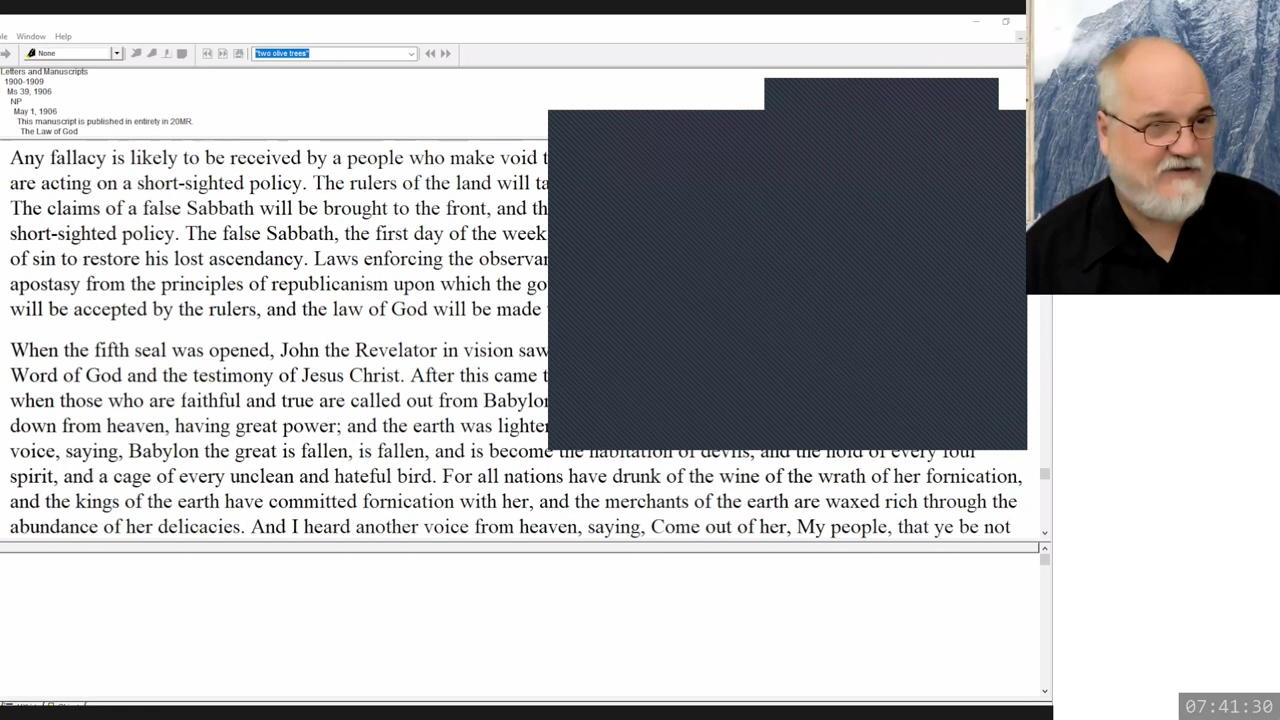 Window Help
None
"two olive trees"
Letters and Manuscripts
1900-1909
Ms 39, 1906
NP
May 1, 1906
This manuscript is published in entirety in 20MR.
The Law of God
Any fallacy is likely to be received by a people who make void
are acting on a short-sighted policy. The rulers of the land will
The claims of a false Sabbath will be brought to the front, and
short-sighted policy. The false Sabbath, the first day of the week
of sin to restore his lost ascendancy. Laws enforcing the
apostasy from the principles of republicanism upon which the
will be accepted by the rulers, and the law of God will be made
When the fifth seal was opened, John the Revelator in vision saw
Word of God and the testimony of Jesus Christ. After this came
when those who are faithful and true are called out from Babylon
down from heaven, having great power; and the earth was
voice, saying, Babylon the great is fallen, is fallen, and is become the habitation of devils, and the hold of every foul
spirit, and a cage of every unclean and hateful bird. For all nations have drunk of the wine of the wrath of her fornication,
and the kings of the earth have committed fornication with her, and the merchants of the earth are waxed rich through the
abundance of her delicacies. And I heard another voice from heaven, saying, Come out of her, My people, that ye be not
07:41:30